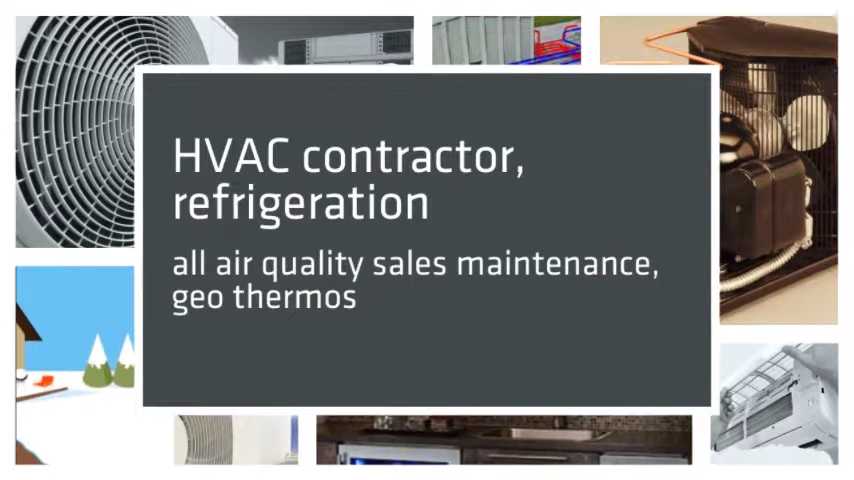 HVAC contractor,
refrigeration
all air quality sales maintenance,
geo thermos